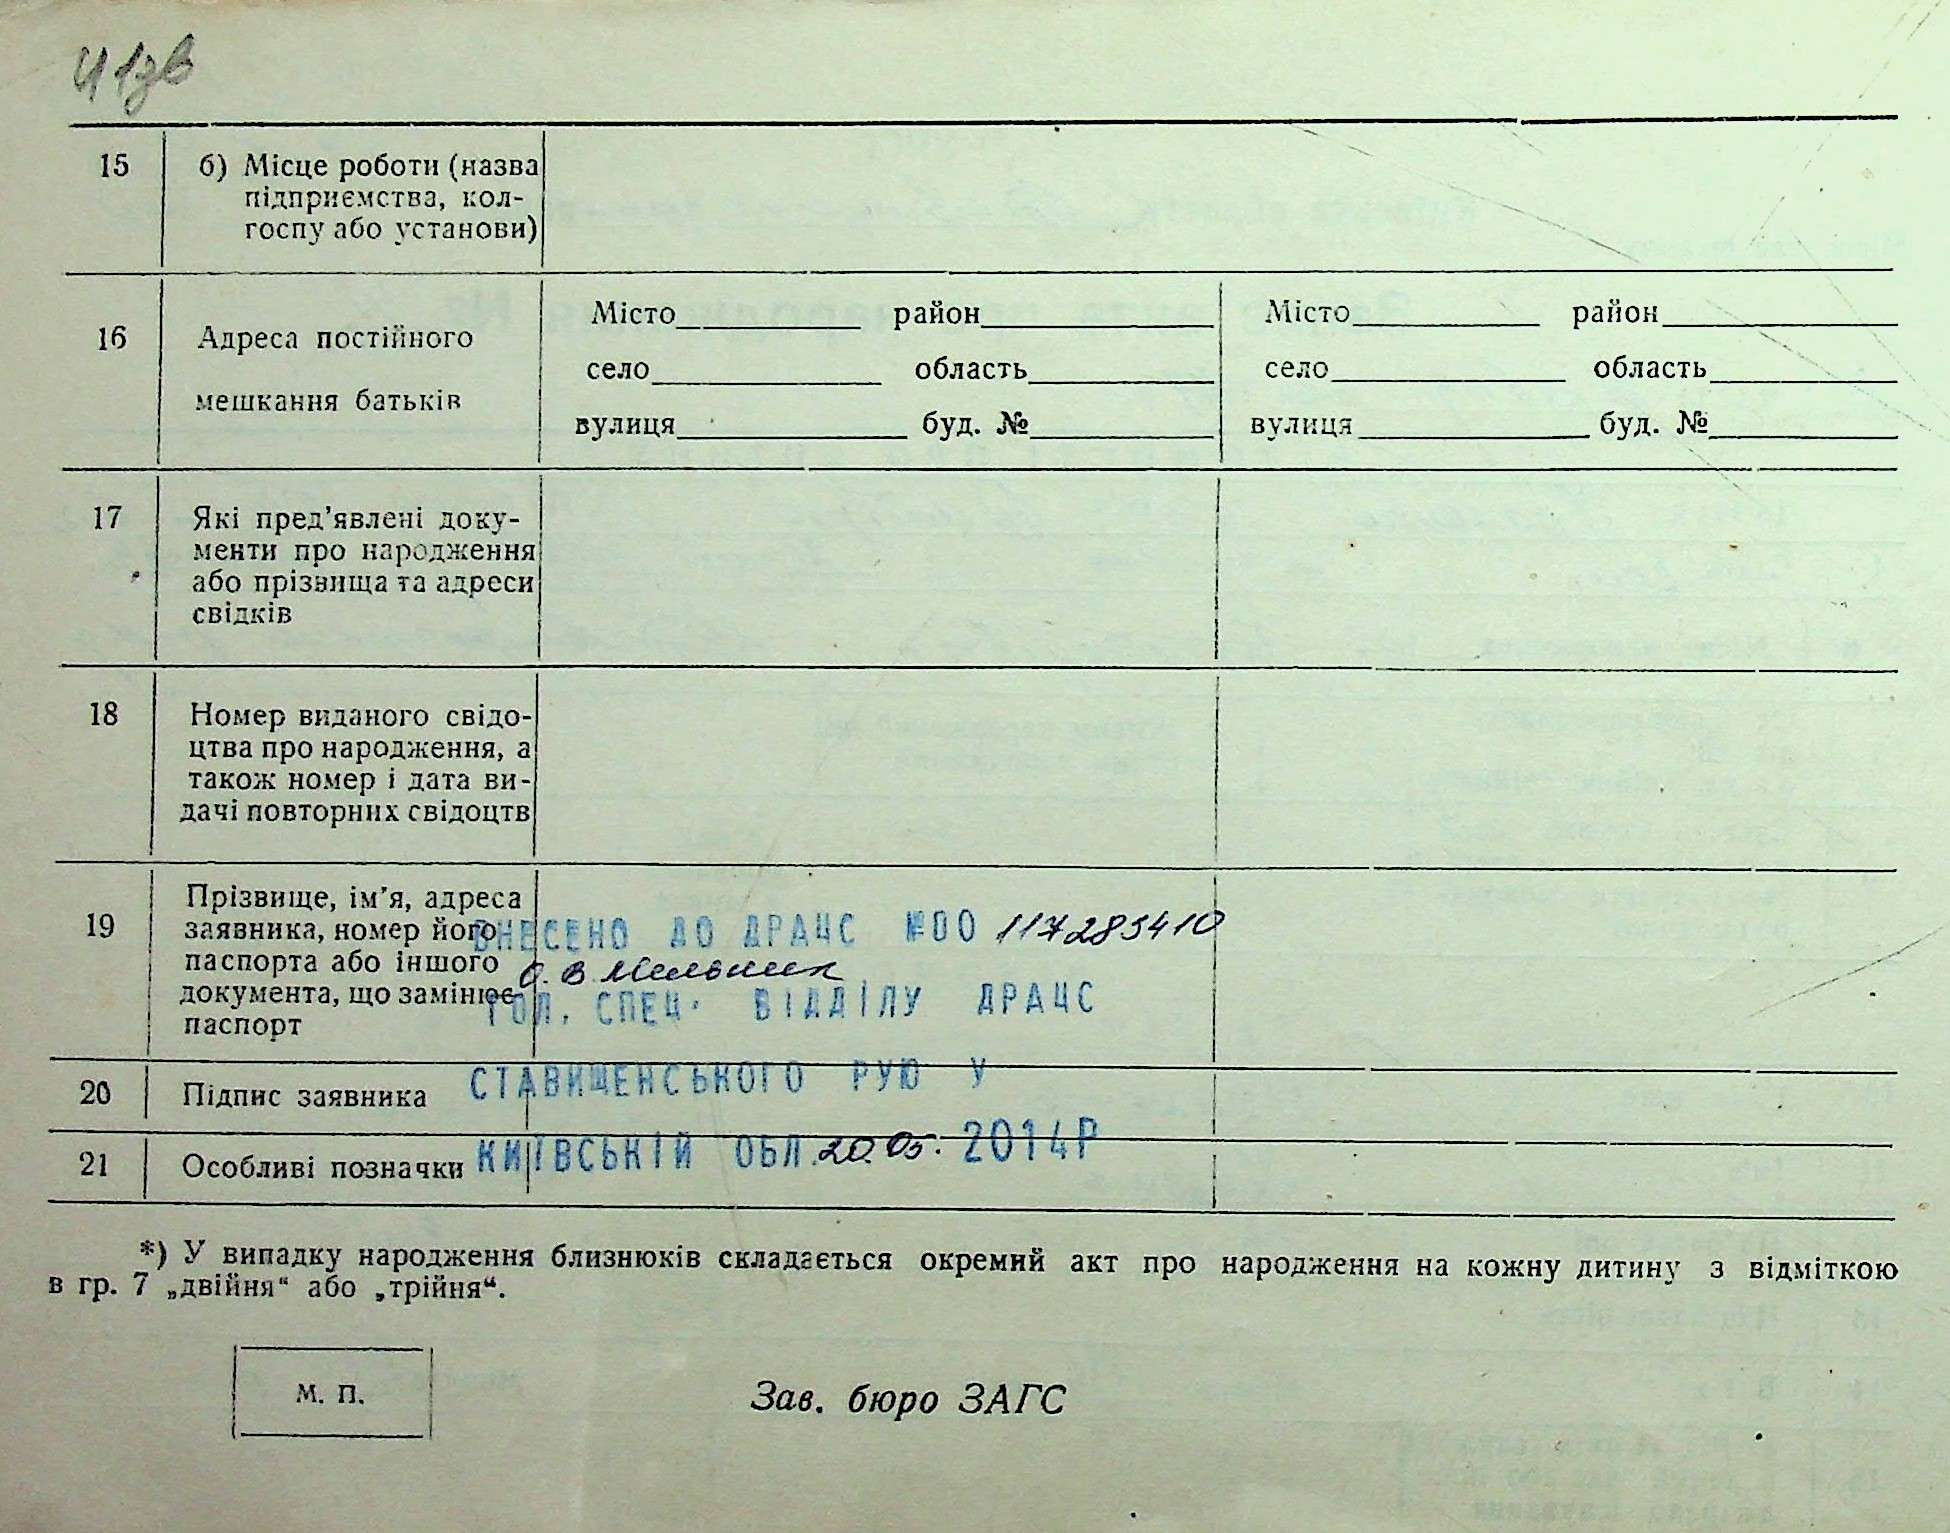 15 б) Місце роботи (назва
підприємства, кол-
госпу або установи)
16 Адреса постійного
мешкання батьків
Місто район Місто район
село область село область
вулиця буд. № вулиця буд. №
17 Які пред’явлені доку-
менти про народження
або прізвища та адреси
свідків
18 Номер виданого свідо-
цтва про народження, а
також номер і дата ви-
дачі повторних свідоцтв
19 Прізвище, ім’я, адреса
заявника, номер його
паспорта або іншого
документа, що замінює
паспорт
ВНЕСЕНО ДО ДРАЦС №00 117285410
О. В. Мельник
ГОЛ. СПЕЦ. ВІДДІЛУ ДРАЦС
СТАВИЩЕНСЬКОГО РУЮ У
КИЇВСЬКІЙ ОБЛ. 20.05. 2014Р
20 Підпис заявника
21 Особливі позначки
*) У випадку народження близнюків складається окремий акт про народження на кожну дитину з відміткою
в гр. 7 „двійня“ або „трійня“.
М. П.
Зав. бюро ЗАГС